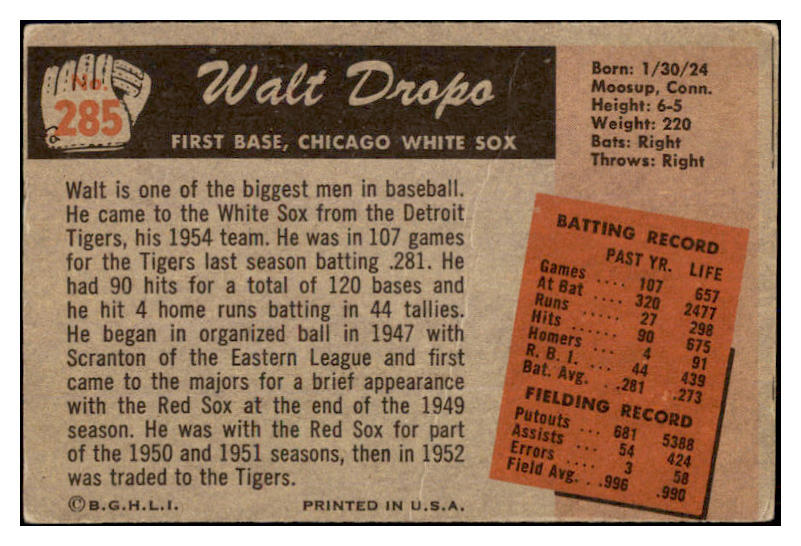 No.
285
Walt Dropo
FIRST BASE, CHICAGO WHITE SOX
Born: 1/30/24
Moosup, Conn.
Height: 6-5
Weight: 220
Bats: Right
Throws: Right
Walt is one of the biggest men in baseball.
He came to the White Sox from the Detroit
Tigers, his 1954 team. He was in 107 games
for the Tigers last season batting .281. He
had 90 hits for a total of 120 bases and
he hit 4 home runs batting in 44 tallies.
He began in organized ball in 1947 with
Scranton of the Eastern League and first
came to the majors for a brief appearance
with the Red Sox at the end of the 1949
season. He was with the Red Sox for part
of the 1950 and 1951 seasons, then in 1952
was traded to the Tigers.
BATTING RECORD
PAST YR. LIFE
Games .... 107 657
At Bat .... 320 2477
Runs ..... 27 298
Hits ...... 90 675
Homers .... 4 91
R. B. I. ... 44 439
Bat. Avg. .. .281 .273
FIELDING RECORD
Putouts ... 681 5388
Assists ... 54 424
Errors .... 3 58
Field Avg. .. .996 .990
©B.G.H.L.I. PRINTED IN U.S.A.